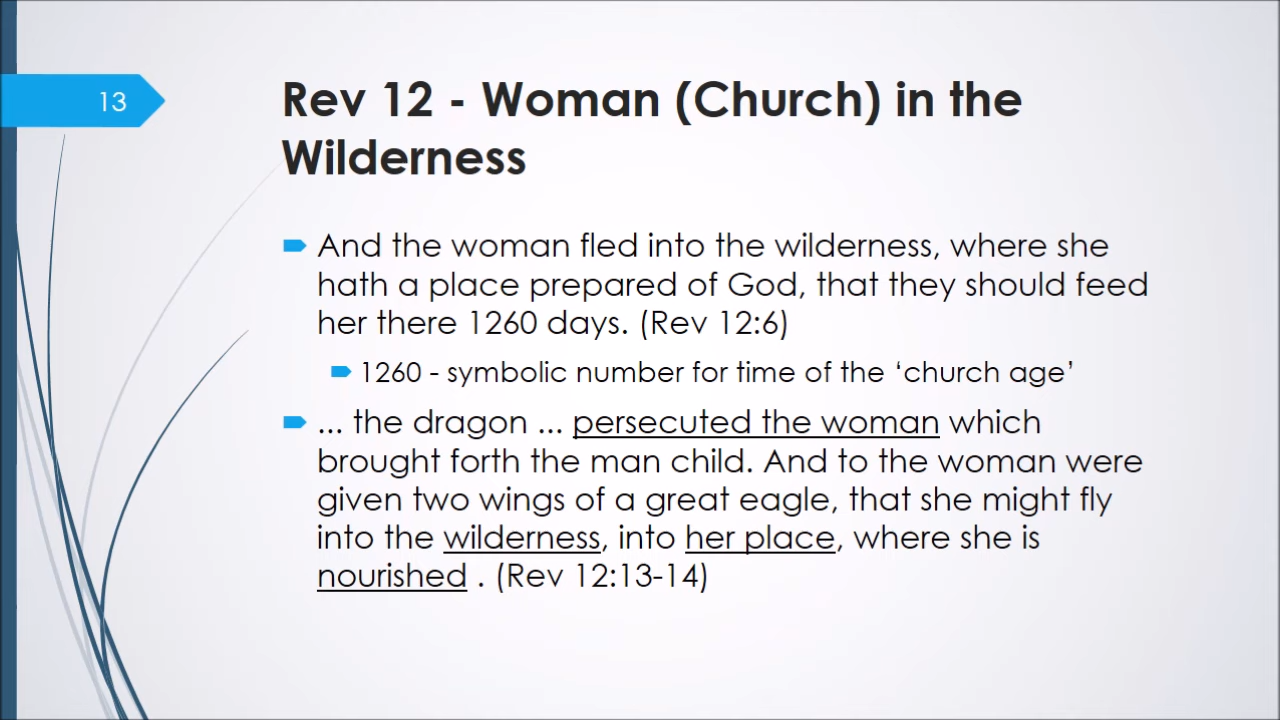 13
Rev 12 - Woman (Church) in the
Wilderness
And the woman fled into the wilderness, where she
hath a place prepared of God, that they should feed
her there 1260 days. (Rev 12:6)
1260 - symbolic number for time of the ‘church age’
... the dragon ... persecuted the woman which
brought forth the man child. And to the woman were
given two wings of a great eagle, that she might fly
into the wilderness, into her place, where she is
nourished . (Rev 12:13-14)